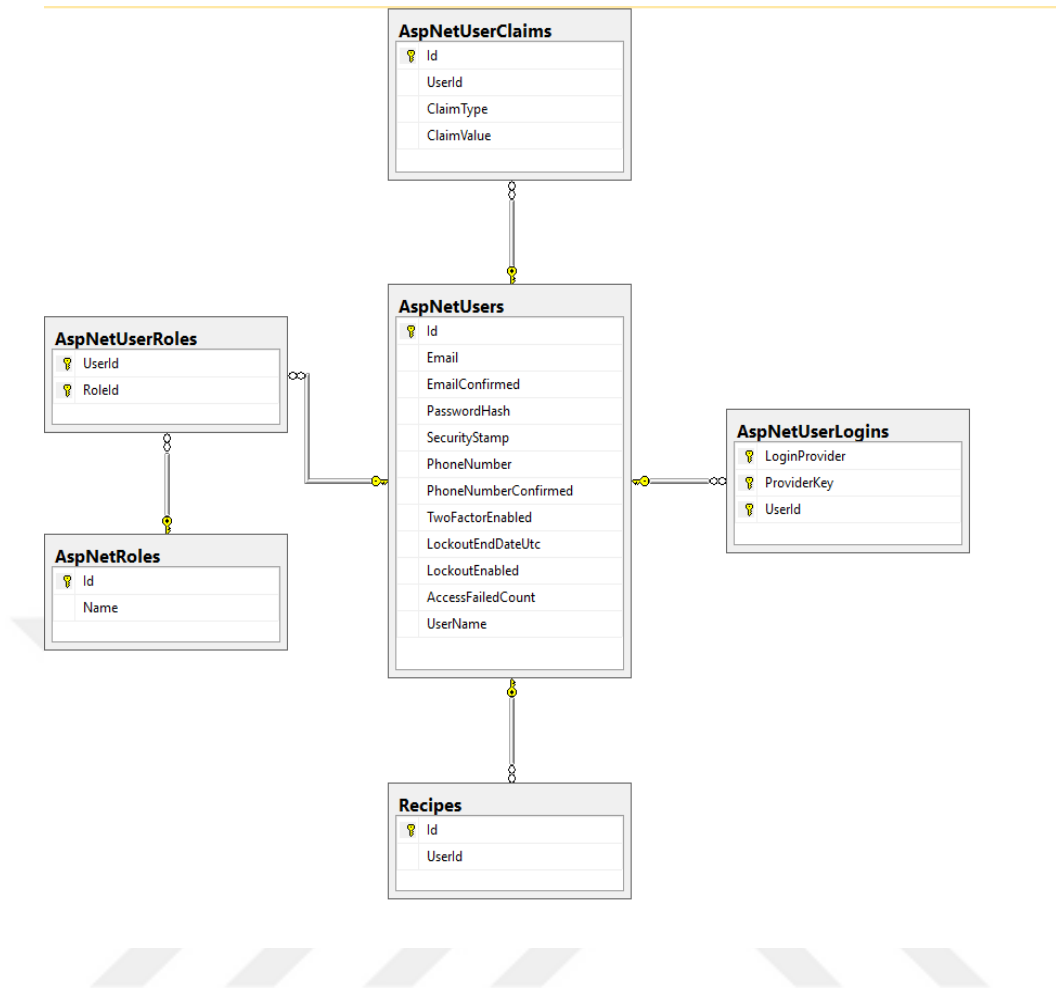 AspNetUserClaims
Id
UserId
ClaimType
ClaimValue
AspNetUsers
Id
Email
EmailConfirmed
PasswordHash
SecurityStamp
PhoneNumber
PhoneNumberConfirmed
TwoFactorEnabled
LockoutEndDateUtc
LockoutEnabled
AccessFailedCount
UserName
AspNetUserRoles
UserId
RoleId
AspNetRoles
Id
Name
AspNetUserLogins
LoginProvider
ProviderKey
UserId
Recipes
Id
UserId